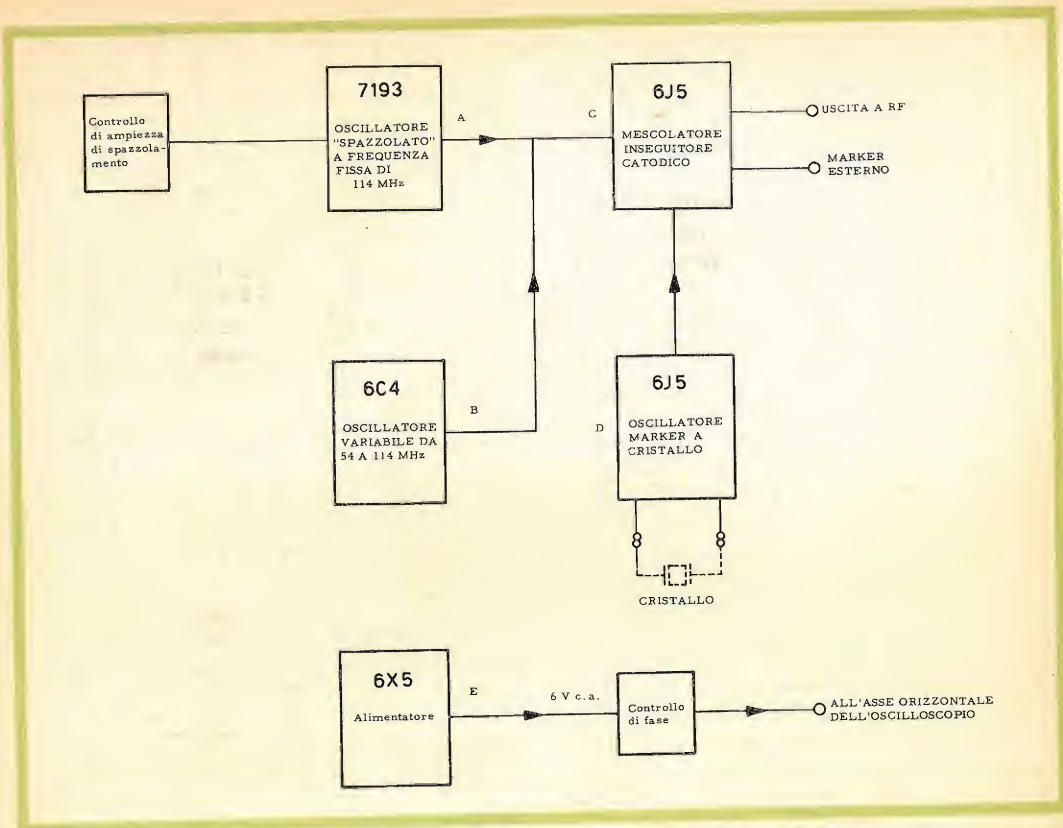 Controllo
di ampiezza
di spazzola-
mento
7193
OSCILLATORE
"SPAZZOLATO"
A FREQUENZA
FISSA DI
114 MHz
A
C
6J5
MESCOLATORE
INSEGUITORE
CATODICO
USCITA A RF
MARKER
ESTERNO
6C4
OSCILLATORE
VARIABILE DA
54 A 114 MHz
B
D
6J5
OSCILLATORE
MARKER A
CRISTALLO
CRISTALLO
6X5
Alimentatore
E
6 V c.a.
Controllo
di fase
ALL'ASSE ORIZZONTALE
DELL'OSCILLOSCOPIO